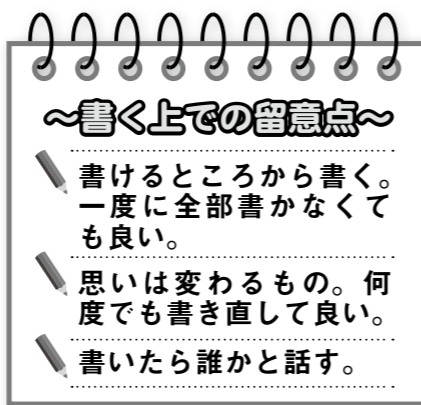 ～書く上での留意点～
書けるところから書く。
一度に全部書かなくて
も良い。
思いは変わるもの。何
度でも書き直して良い。
書いたら誰かと話す。